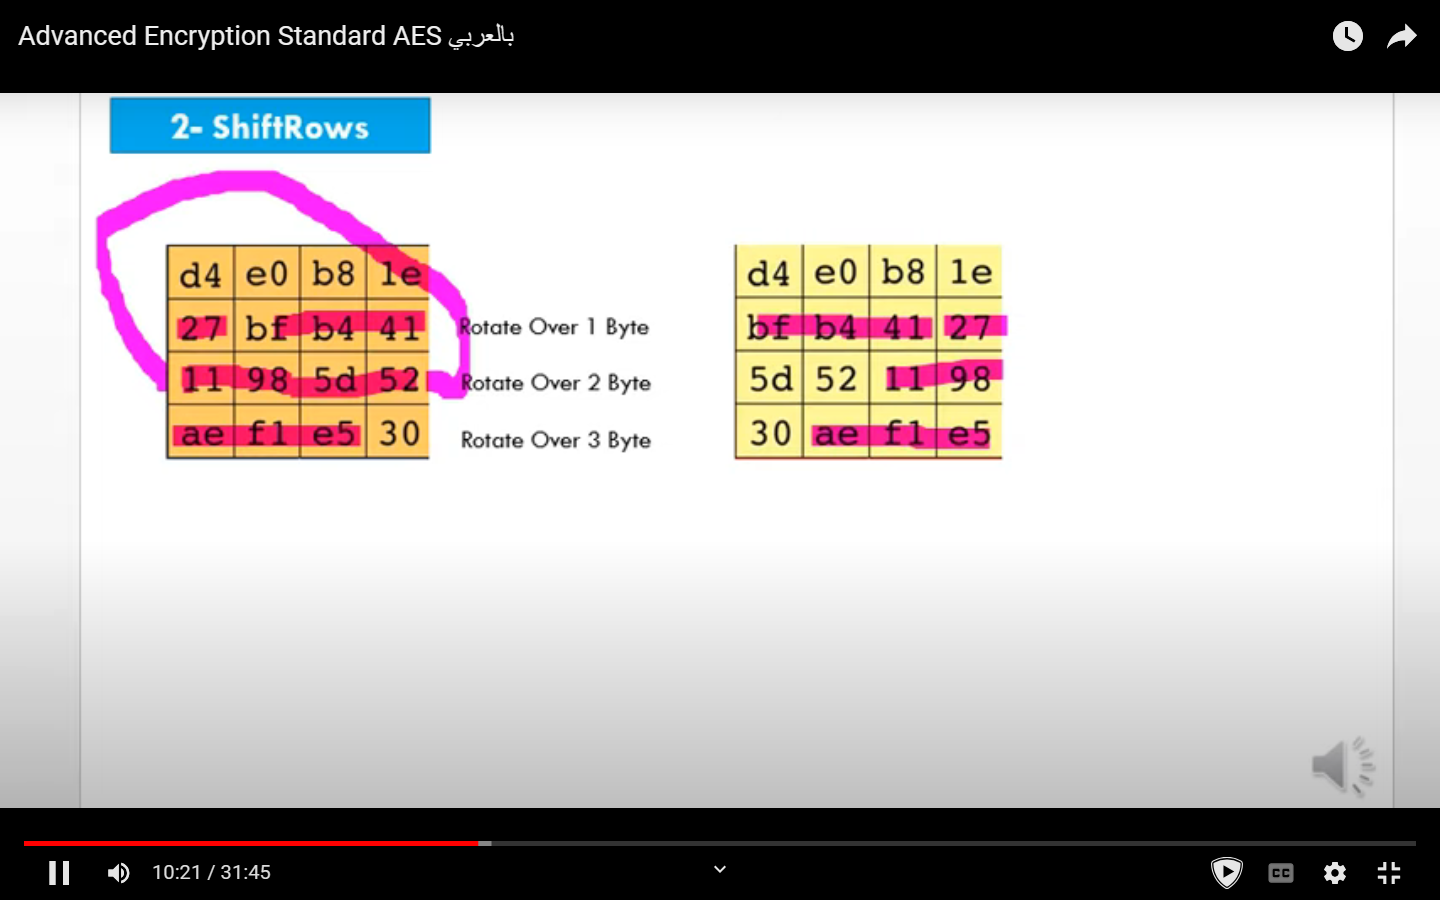 Advanced Encryption Standard AES بالعربي
2- ShiftRows
d4 e0 b8 1e
27 bf b4 41
11 98 5d 52
ae f1 e5 30
Rotate Over 1 Byte
Rotate Over 2 Byte
Rotate Over 3 Byte
d4 e0 b8 1e
bf b4 41 27
5d 52 11 98
30 ae f1 e5
10:21 / 31:45
CC